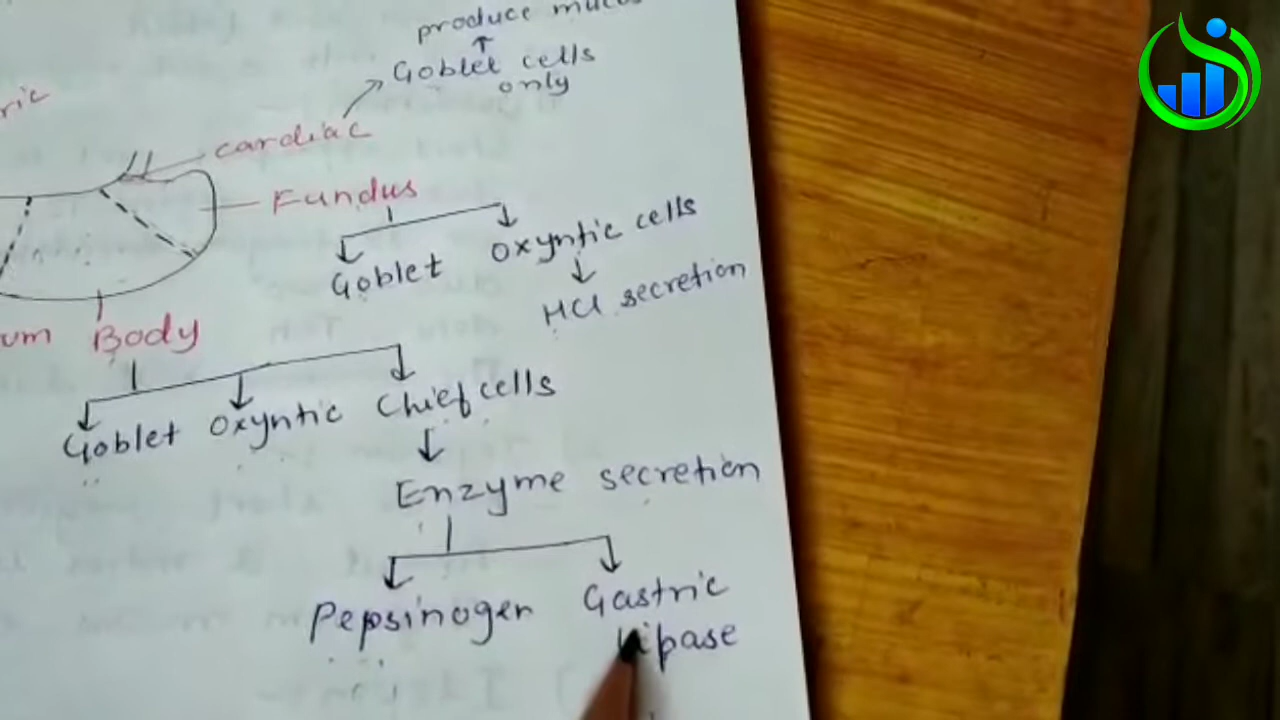 produce mucus
Goblet cells
only
ric
cardiac
Fundus
Goblet
Oxyntic cells
HCl secretion
um
Body
Goblet
Oxyntic
Chief cells
Enzyme secretion
Pepsinogen
Gastric
lipase